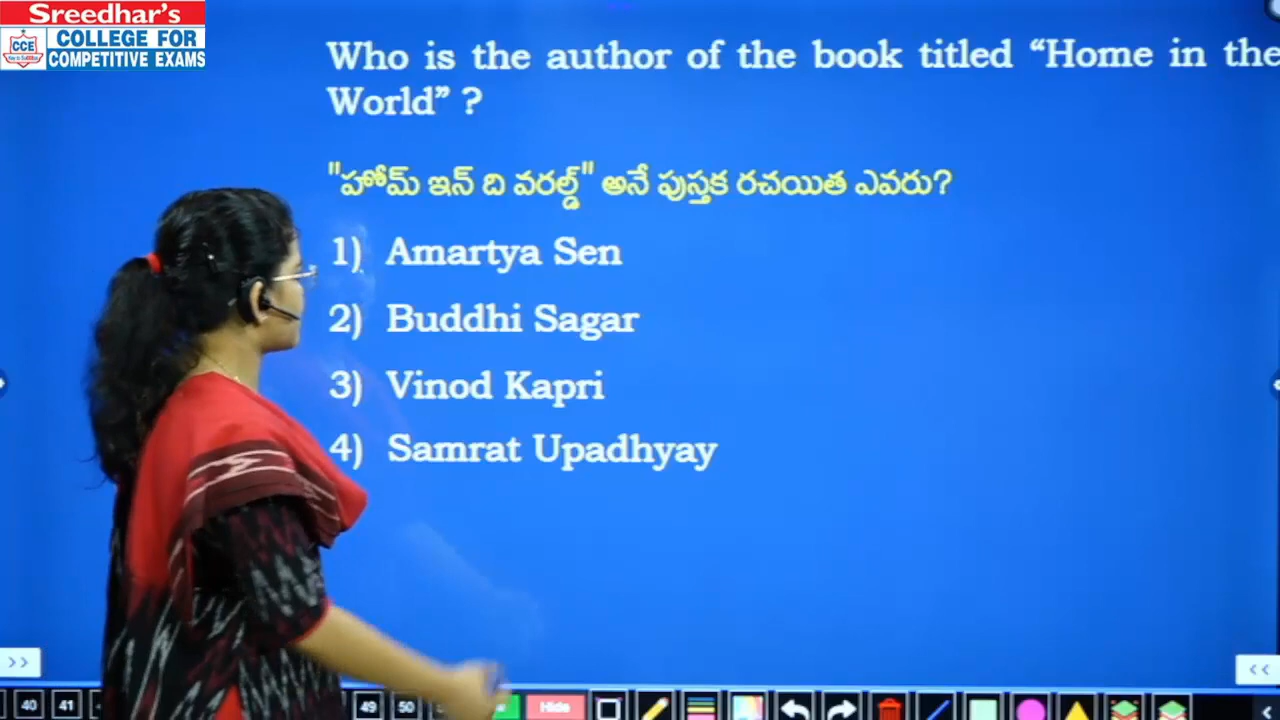 Sreedhar's
CCE
COLLEGE FOR
COMPETITIVE EXAMS
Who is the author of the book titled “Home in the
World” ?
"హోమ్ ఇన్ ది వరల్డ్" అనే పుస్తక రచయిత ఎవరు?
1) Amartya Sen
2) Buddhi Sagar
3) Vinod Kapri
4) Samrat Upadhyay
>>
<<
40 41 49 50 Hide